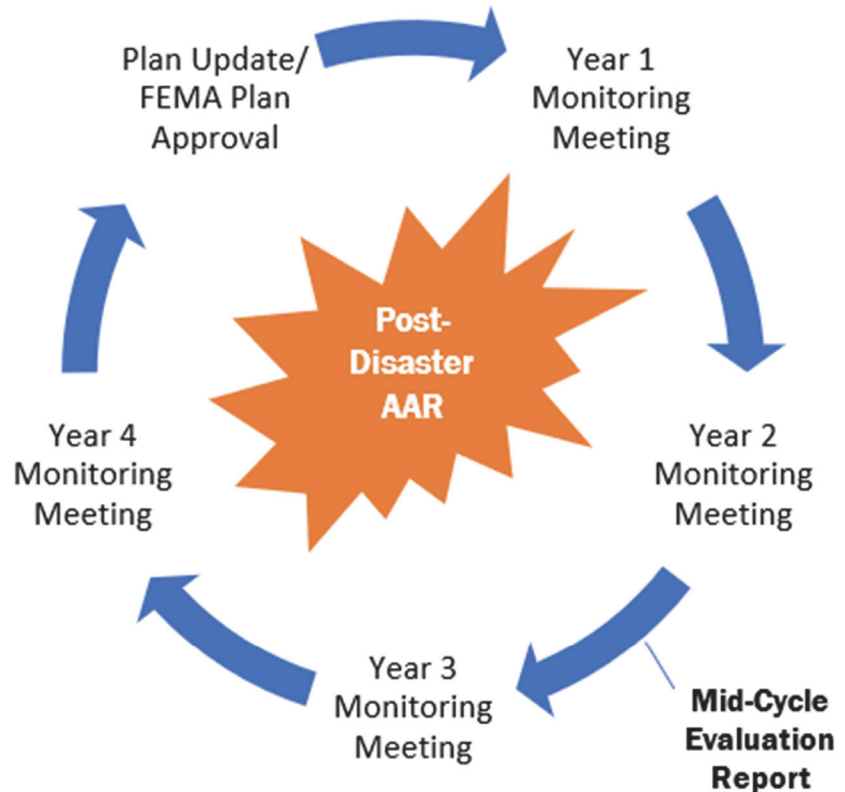 Plan Update/
FEMA Plan
Approval
Year 1
Monitoring
Meeting
Post-
Disaster
AAR
Year 4
Monitoring
Meeting
Year 2
Monitoring
Meeting
Year 3
Monitoring
Meeting
Mid-Cycle
Evaluation
Report